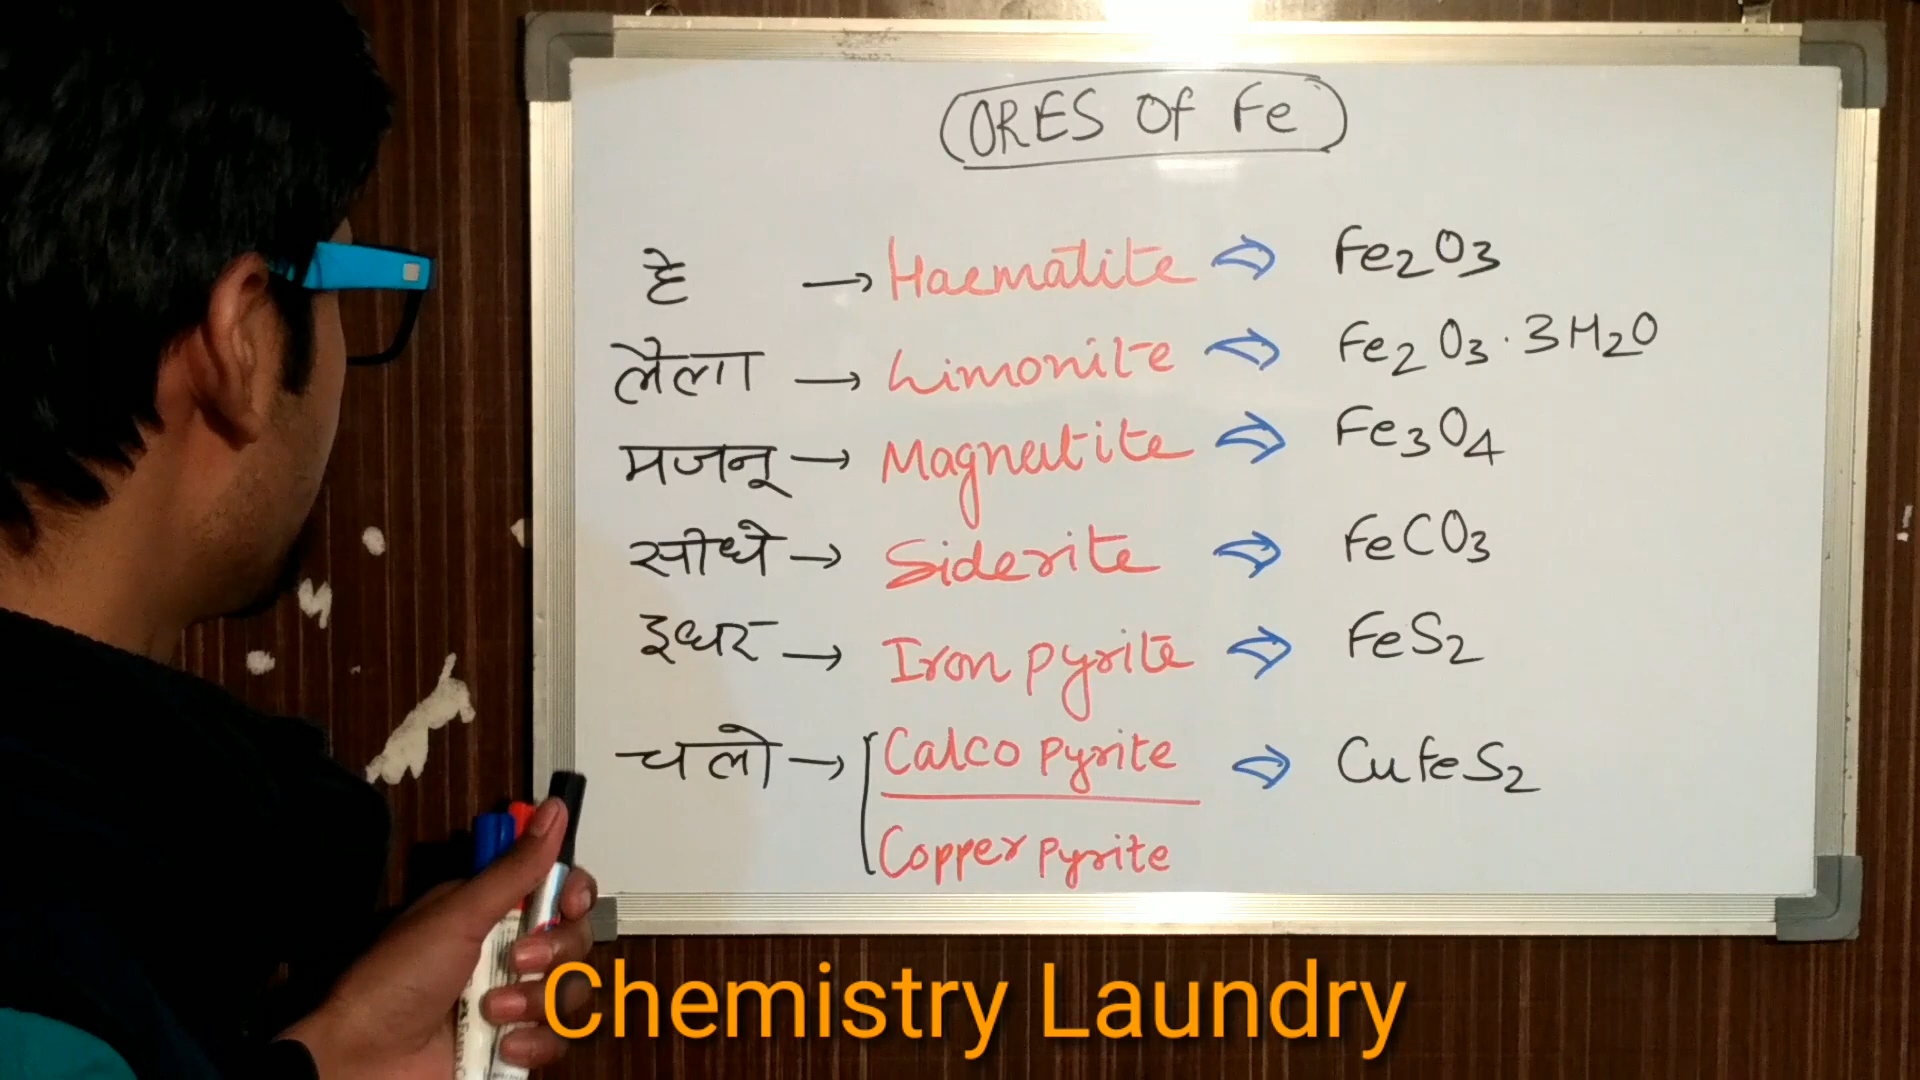 ORES Of Fe
हे → Haematite ⇨ Fe2O3
लैला → Limonite ⇨ Fe2O3·3H2O
मजनू → Magnetite ⇨ Fe3O4
सीधे → Siderite ⇨ FeCO3
इधर → Iron pyrite ⇨ FeS2
चलो → Calco pyrite ⇨ CuFeS2
Copper pyrite
Chemistry Laundry